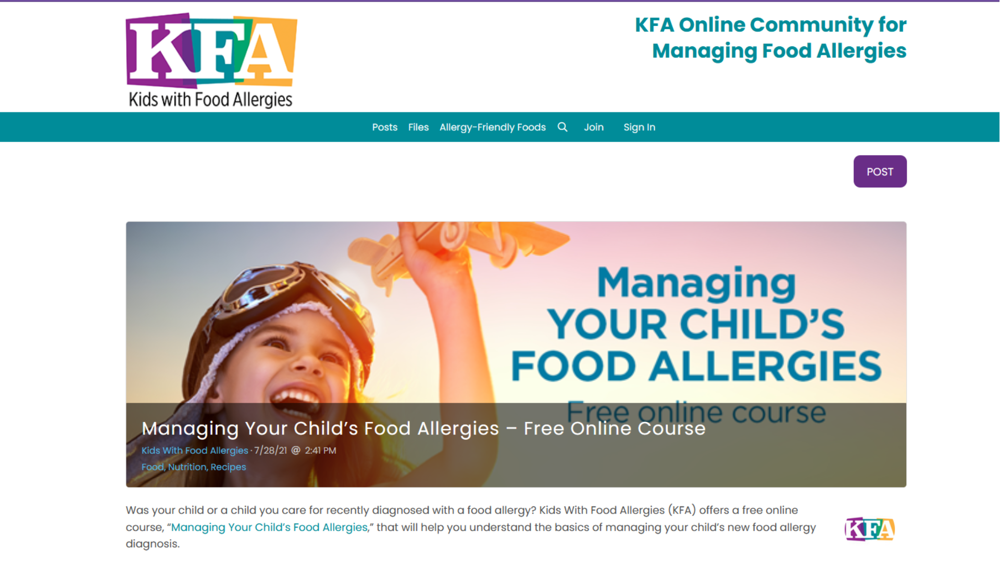 KFA
Kids with Food Allergies
KFA Online Community for
Managing Food Allergies
Posts Files Allergy-Friendly Foods Join Sign In
POST
Managing
YOUR CHILD’S
FOOD ALLERGIES
Free online course
Managing Your Child’s Food Allergies – Free Online Course
Kids With Food Allergies · 7/28/21 @ 2:41 PM
Food, Nutrition, Recipes
Was your child or a child you care for recently diagnosed with a food allergy? Kids With Food Allergies (KFA) offers a free online
course, “Managing Your Child’s Food Allergies,” that will help you understand the basics of managing your child’s new food allergy
diagnosis.
KFA